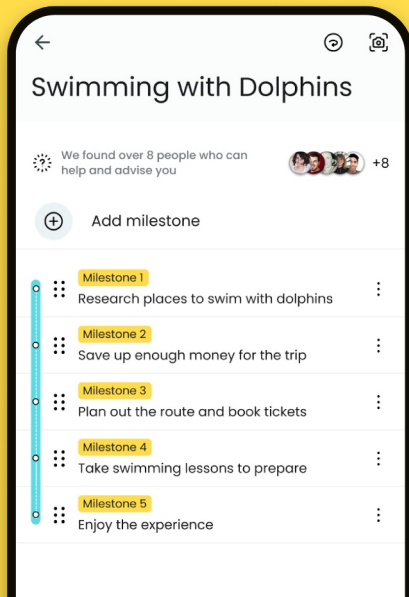 Swimming with Dolphins
We found over 8 people who can
help and advise you
+8
Add milestone
Milestone 1
Research places to swim with dolphins
Milestone 2
Save up enough money for the trip
Milestone 3
Plan out the route and book tickets
Milestone 4
Take swimming lessons to prepare
Milestone 5
Enjoy the experience